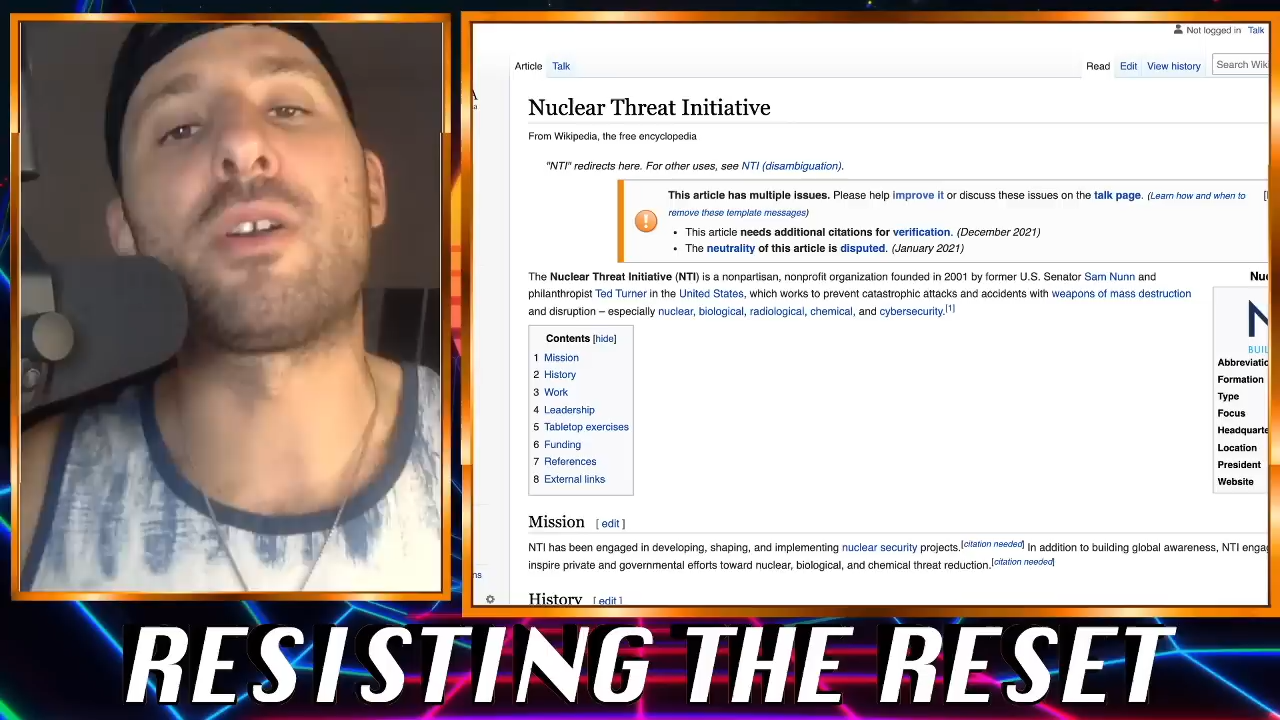 Not logged in Talk
Article Talk Read Edit View history Search Wik
Nuclear Threat Initiative
From Wikipedia, the free encyclopedia
"NTI" redirects here. For other uses, see NTI (disambiguation).
This article has multiple issues. Please help improve it or discuss these issues on the talk page. (Learn how and when to
remove these template messages)
• This article needs additional citations for verification. (December 2021)
• The neutrality of this article is disputed. (January 2021)
The Nuclear Threat Initiative (NTI) is a nonpartisan, nonprofit organization founded in 2001 by former U.S. Senator Sam Nunn and
philanthropist Ted Turner in the United States, which works to prevent catastrophic attacks and accidents with weapons of mass destruction
and disruption – especially nuclear, biological, radiological, chemical, and cybersecurity.[1]
Contents [hide]
1 Mission
2 History
3 Work
4 Leadership
5 Tabletop exercises
6 Funding
7 References
8 External links
Nuc
N
BUIL
Abbreviatio
Formation
Type
Focus
Headquarte
Location
President
Website
Mission [ edit ]
NTI has been engaged in developing, shaping, and implementing nuclear security projects.[citation needed] In addition to building global awareness, NTI engag
inspire private and governmental efforts toward nuclear, biological, and chemical threat reduction.[citation needed]
ns
History [ edit ]
RESISTING THE RESET